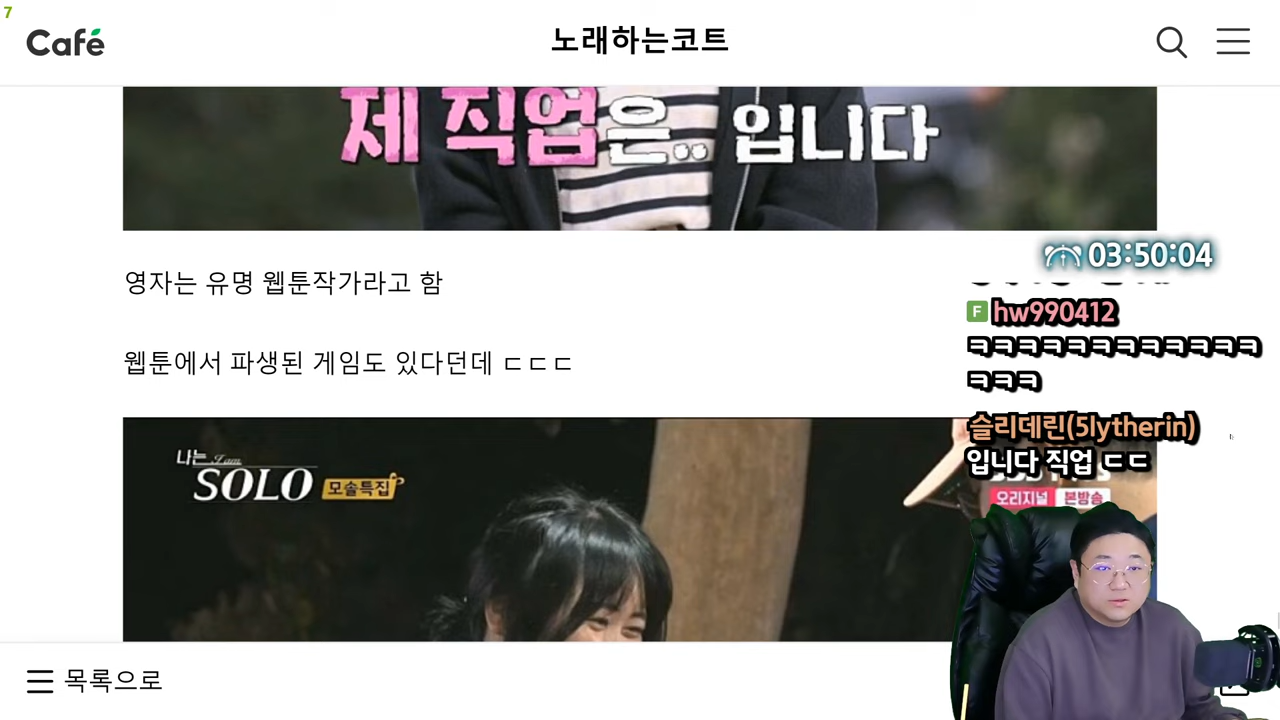 7
Café
노래하는코트
제 직업은.. 입니다
03:50:04
영자는 유명 웹툰작가라고 함
웹툰에서 파생된 게임도 있다던데 ㄷㄷㄷ
F hw990412
ㅋㅋㅋㅋㅋㅋㅋㅋㅋㅋㅋㅋ
ㅋㅋㅋ
슬리데린(5lytherin)
입니다 직업 ㄷㄷ
나는 I am
SOLO 모솔특집
오리지널 본방송
목록으로